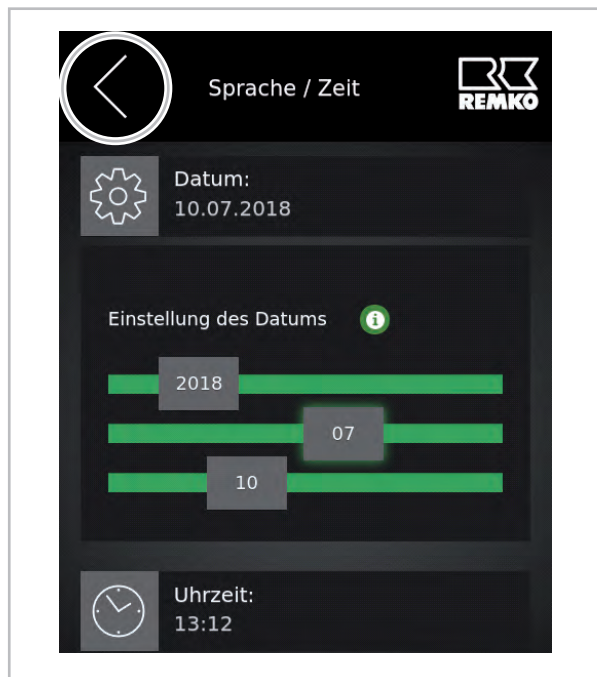 Sprache / Zeit
REMKO
Datum:
10.07.2018
Einstellung des Datums
i
2018
07
10
Uhrzeit:
13:12